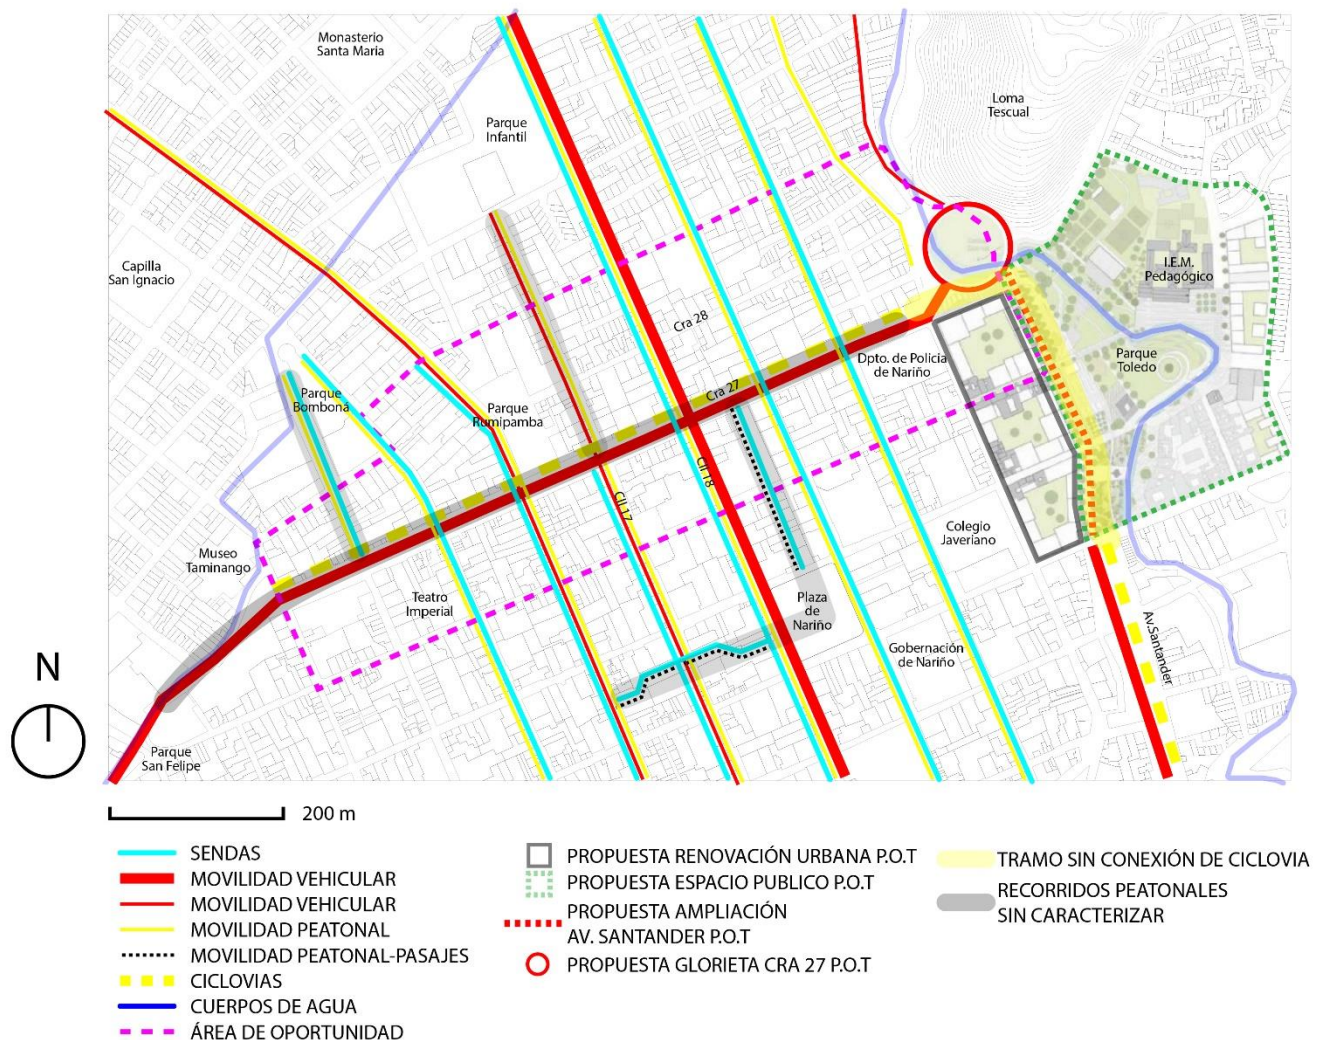 Monasterio
Santa Maria
Loma
Tescual
Parque
Infantil
Capilla
San Ignacio
I.E.M.
Pedagógico
Cra 28
Dpto. de Policía
de Nariño
Parque
Toledo
Cra 27
Parque
Bomboná
Parque
Rumipamba
Cll 18
Cll 17
Colegio
Javeriano
Museo
Taminango
Teatro
Imperial
Plaza
de
Nariño
Gobernación
de Nariño
Av.Santander
N
Parque
San Felipe
200 m
SENDAS
MOVILIDAD VEHICULAR
MOVILIDAD VEHICULAR
MOVILIDAD PEATONAL
MOVILIDAD PEATONAL-PASAJES
CICLOVIAS
CUERPOS DE AGUA
ÁREA DE OPORTUNIDAD
PROPUESTA RENOVACIÓN URBANA P.O.T
PROPUESTA ESPACIO PUBLICO P.O.T
PROPUESTA AMPLIACIÓN
AV. SANTANDER P.O.T
PROPUESTA GLORIETA CRA 27 P.O.T
TRAMO SIN CONEXIÓN DE CICLOVIA
RECORRIDOS PEATONALES
SIN CARACTERIZAR